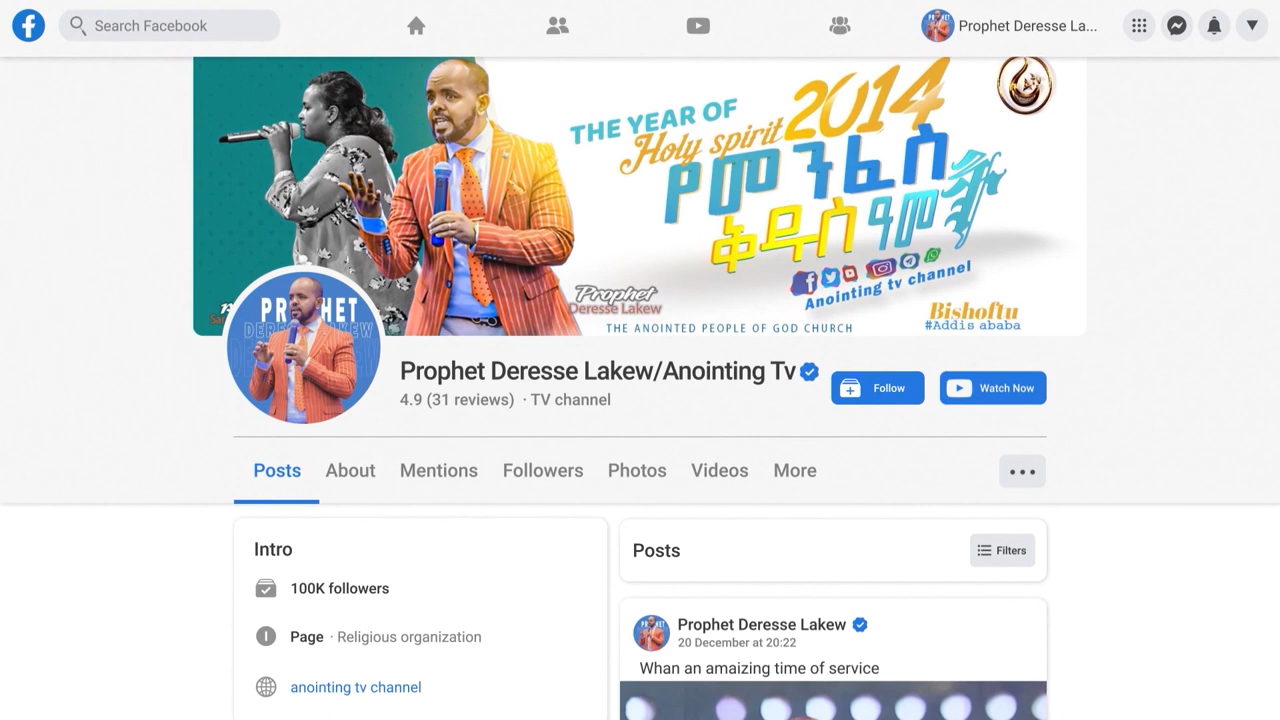 Search Facebook
Prophet Deresse La...
THE YEAR OF
Holy spirit
2014
የመንፈስ
ቅዱስ ዓመት
Anointing tv channel
Prophet
Deresse Lakew
THE ANOINTED PEOPLE OF GOD CHURCH
Bishoftu
#Addis ababa
PROPHET
Prophet Deresse Lakew/Anointing Tv
4.9 (31 reviews) · TV channel
Follow
Watch Now
Posts
About
Mentions
Followers
Photos
Videos
More
Intro
100K followers
Page · Religious organization
anointing tv channel
Posts
Filters
Prophet Deresse Lakew
20 December at 20:22
Whan an amaizing time of service